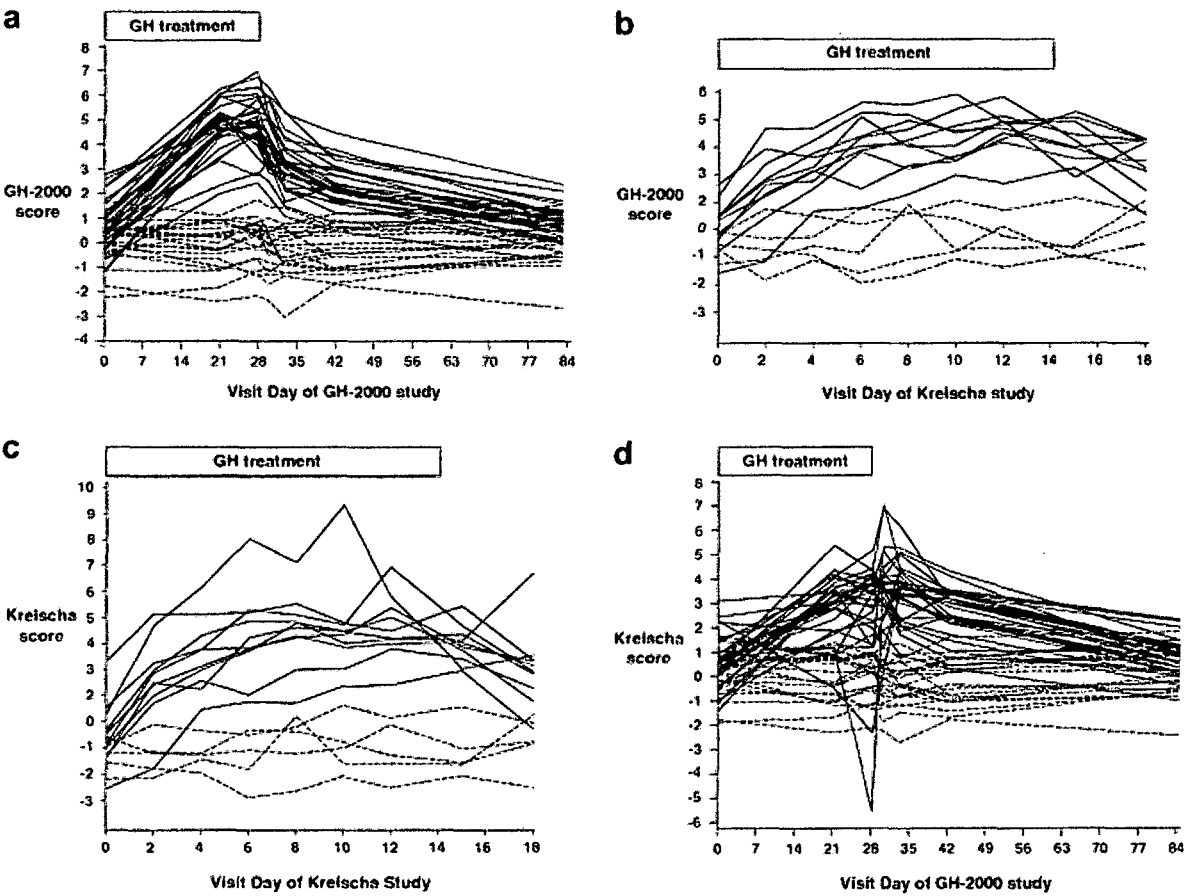 a
GH treatment
8
7
6
5
4
3
2
1
0
-1
-2
-3
-4
GH-2000
score
0 7 14 21 28 35 42 49 56 63 70 77 84
Visit Day of GH-2000 study
b
GH treatment
6
5
4
3
2
1
0
-1
-2
-3
GH-2000
score
0 2 4 6 8 10 12 14 16 18
Visit Day of Kreischa study
c
GH treatment
10
9
8
7
6
5
4
3
2
1
0
-1
-2
-3
Kreischa
score
0 2 4 6 8 10 12 14 16 18
Visit Day of Kreischa Study
d
GH treatment
8
7
6
5
4
3
2
1
0
-1
-2
-3
-4
-5
-6
Kreischa
score
0 7 14 21 28 35 42 49 56 63 70 77 84
Visit Day of GH-2000 study